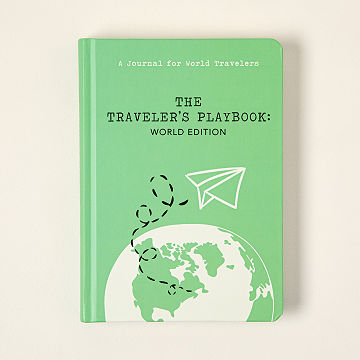 A Journal for World Travelers
THE
TRAVELER'S PLAYBOOK:
WORLD EDITION